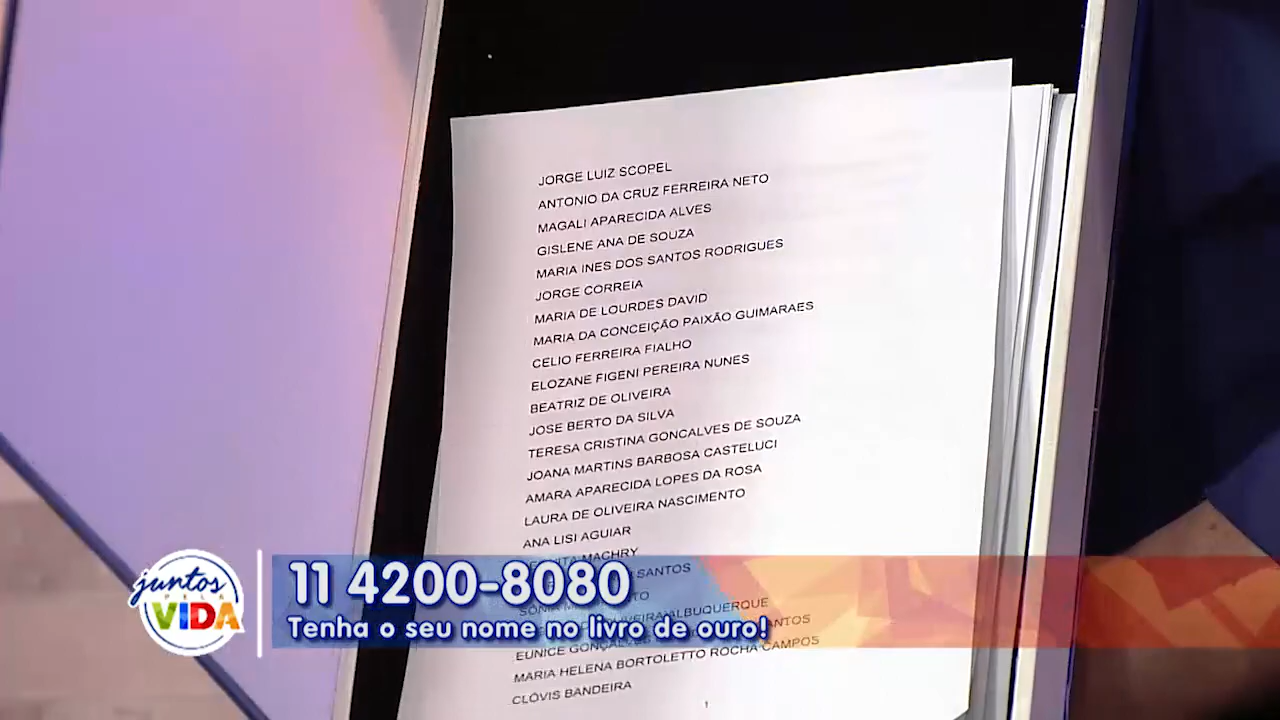 JORGE LUIZ SCOPEL
ANTONIO DA CRUZ FERREIRA NETO
MAGALI APARECIDA ALVES
GISLENE ANA DE SOUZA
MARIA INES DOS SANTOS RODRIGUES
JORGE CORREIA
MARIA DE LOURDES DAVID
MARIA DA CONCEIÇÃO PAIXÃO GUIMARAES
CELIO FERREIRA FIALHO
ELOZANE FIGENI PEREIRA NUNES
BEATRIZ DE OLIVEIRA
JOSE BERTO DA SILVA
TERESA CRISTINA GONCALVES DE SOUZA
JOANA MARTINS BARBOSA CASTELUCI
AMARA APARECIDA LOPES DA ROSA
LAURA DE OLIVEIRA NASCIMENTO
ANA LISI AGUIAR
MACHRY
SANTOS
SONIA
ALBUQUERQUE
EUNICE GONÇALVES
MARIA HELENA BORTOLETTO ROCHA CAMPOS
CLOVIS BANDEIRA
1
juntos
PELA
VIDA
11 4200-8080
Tenha o seu nome no livro de ouro!